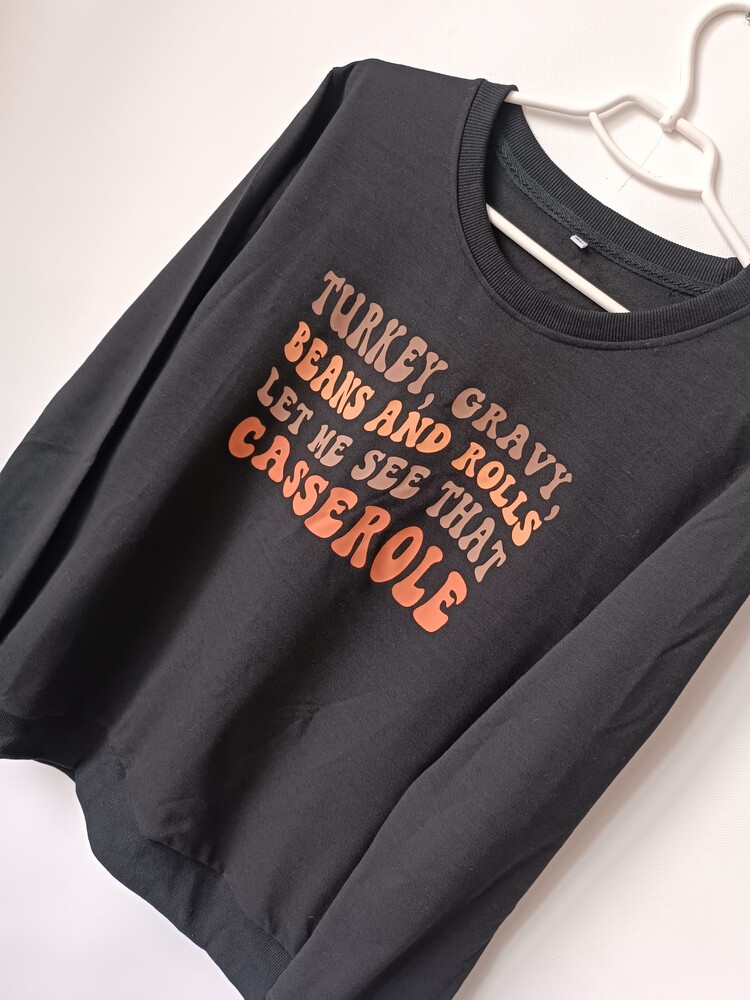 TURKEY, GRAVY,
BEANS AND ROLLS'
LET ME SEE THAT
CASSEROLE